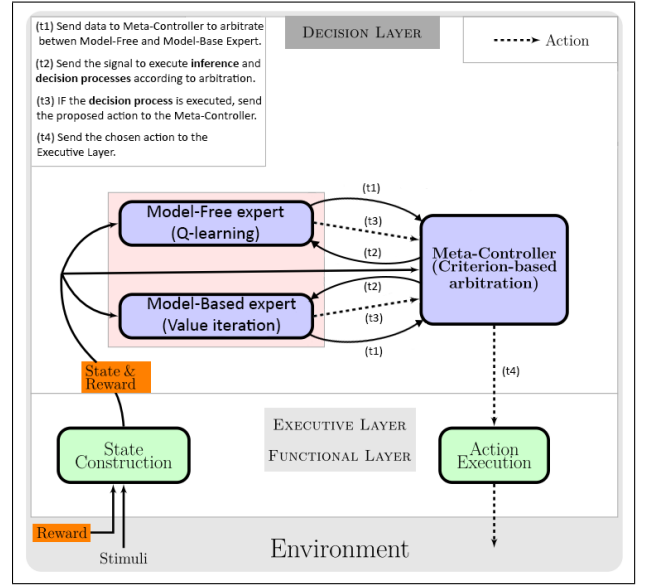 (t1) Send data to Meta-Controller to arbitrate
betwen Model-Free and Model-Base Expert.
(t2) Send the signal to execute inference and
decision processes according to arbitration.
(t3) IF the decision process is executed, send
the proposed action to the Meta-Controller.
(t4) Send the chosen action to the
Executive Layer.
DECISION LAYER
Action
(t1)
Model-Free expert
(Q-learning)
(t3)
(t2)
Meta-Controller
(Criterion-based
arbitration)
(t2)
Model-Based expert
(Value iteration)
(t3)
(t1)
(t4)
State &
Reward
EXECUTIVE LAYER
FUNCTIONAL LAYER
State
Construction
Action
Execution
Reward
Stimuli
Environment